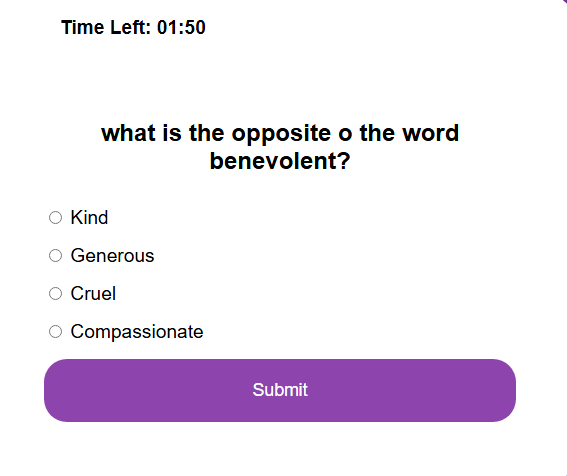 Time Left: 01:50
what is the opposite o the word
benevolent?
Kind
Generous
Cruel
Compassionate
Submit